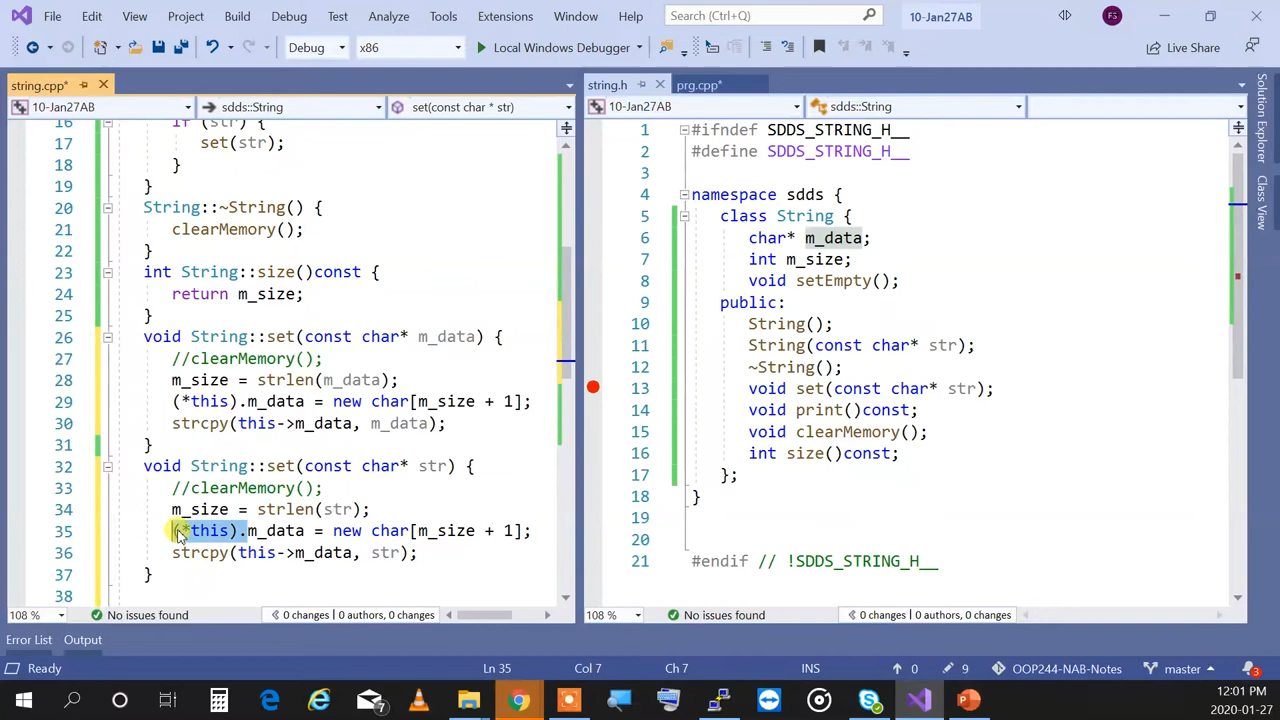 File Edit View Project Build Debug Test Analyze Tools Extensions Window Help Search (Ctrl+Q) 10-Jan27AB FS
Debug x86 Local Windows Debugger Live Share
string.cpp*
10-Jan27AB sdds::String set(const char * str)
16 if (str) {
17 set(str);
18 }
19 }
20 String::~String() {
21 clearMemory();
22 }
23 int String::size()const {
24 return m_size;
25 }
26 void String::set(const char* m_data) {
27 //clearMemory();
28 m_size = strlen(m_data);
29 (*this).m_data = new char[m_size + 1];
30 strcpy(this->m_data, m_data);
31 }
32 void String::set(const char* str) {
33 //clearMemory();
34 m_size = strlen(str);
35 (*this).m_data = new char[m_size + 1];
36 strcpy(this->m_data, str);
37 }
38
108 % No issues found 0 changes | 0 authors, 0 changes
string.h prg.cpp*
10-Jan27AB sdds::String
1 #ifndef SDDS_STRING_H__
2 #define SDDS_STRING_H__
3
4 namespace sdds {
5 class String {
6 char* m_data;
7 int m_size;
8 void setEmpty();
9 public:
10 String();
11 String(const char* str);
12 ~String();
13 void set(const char* str);
14 void print()const;
15 void clearMemory();
16 int size()const;
17 };
18 }
19
20
21 #endif // !SDDS_STRING_H__
108 % No issues found 0 changes | 0 authors, 0 changes
Solution Explorer
Class View
Error List Output
Ready Ln 35 Col 7 Ch 7 INS 0 9 OOP244-NAB-Notes master 3
7
12:01 PM
2020-01-27